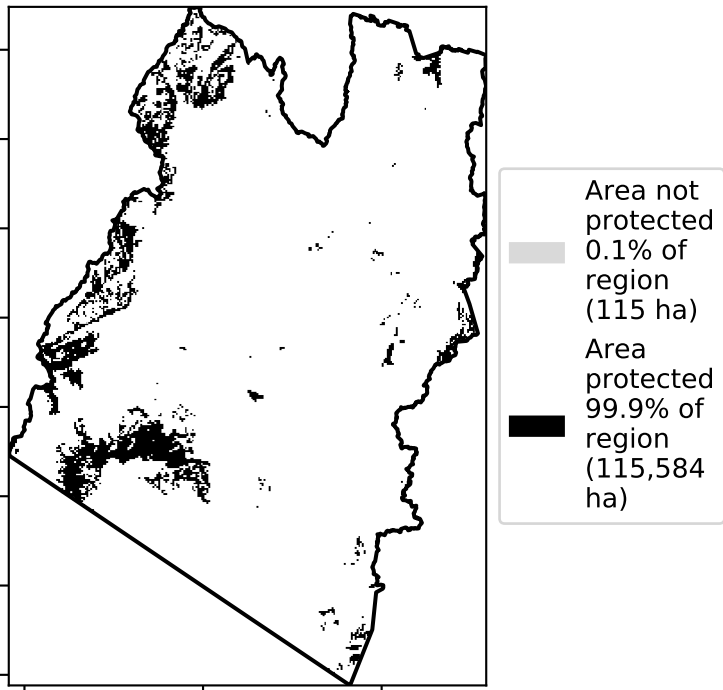 Area not
protected
0.1% of
region
(115 ha)
Area
protected
99.9% of
region
(115,584
ha)